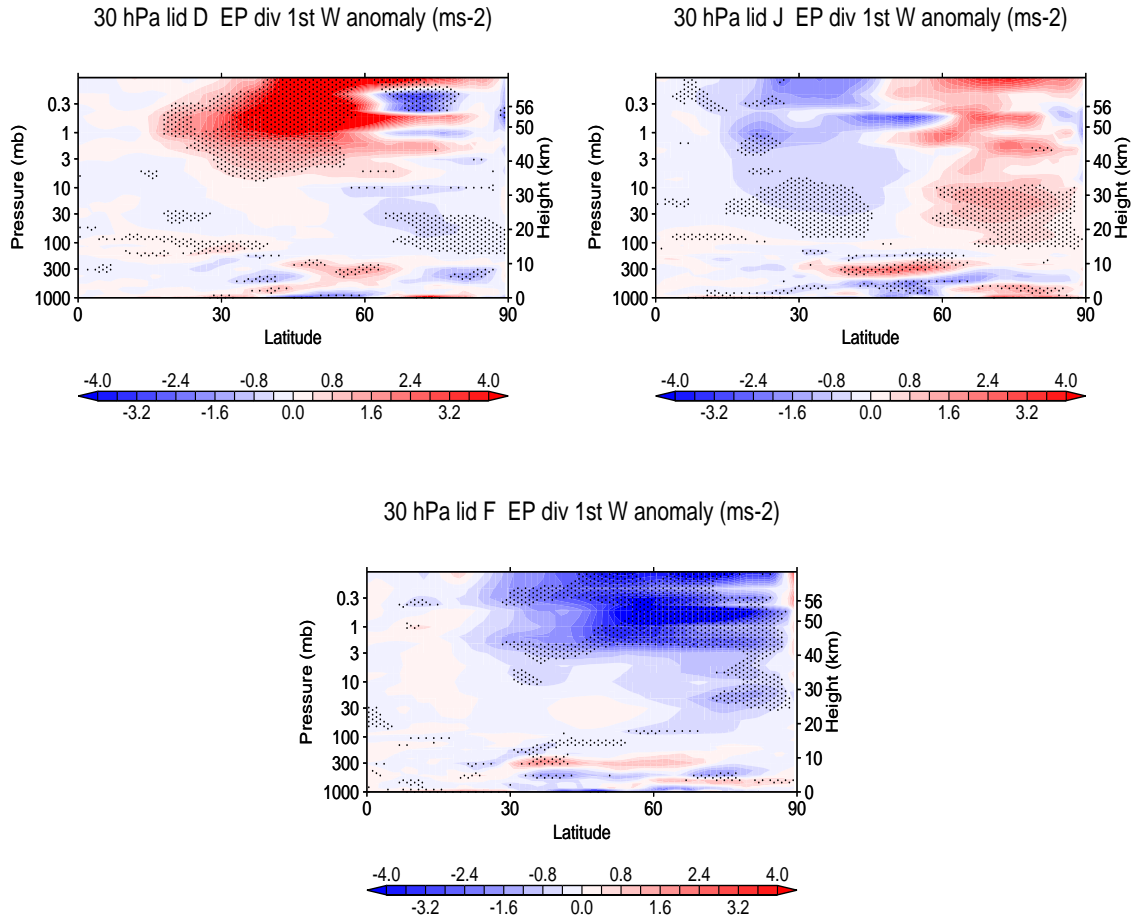 30 hPa lid D EP div 1st W anomaly (ms-2)
Pressure (mb)
0.3
1
3
10
30
100
300
1000
56
50
40
30
20
10
0
Height (km)
0 30 60 90
Latitude
-4.0 -2.4 -0.8 0.8 2.4 4.0
-3.2 -1.6 0.0 1.6 3.2
30 hPa lid J EP div 1st W anomaly (ms-2)
Pressure (mb)
0.3
1
3
10
30
100
300
1000
56
50
40
30
20
10
0
Height (km)
0 30 60 90
Latitude
-4.0 -2.4 -0.8 0.8 2.4 4.0
-3.2 -1.6 0.0 1.6 3.2
30 hPa lid F EP div 1st W anomaly (ms-2)
Pressure (mb)
0.3
1
3
10
30
100
300
1000
56
50
40
30
20
10
0
Height (km)
0 30 60 90
Latitude
-4.0 -2.4 -0.8 0.8 2.4 4.0
-3.2 -1.6 0.0 1.6 3.2